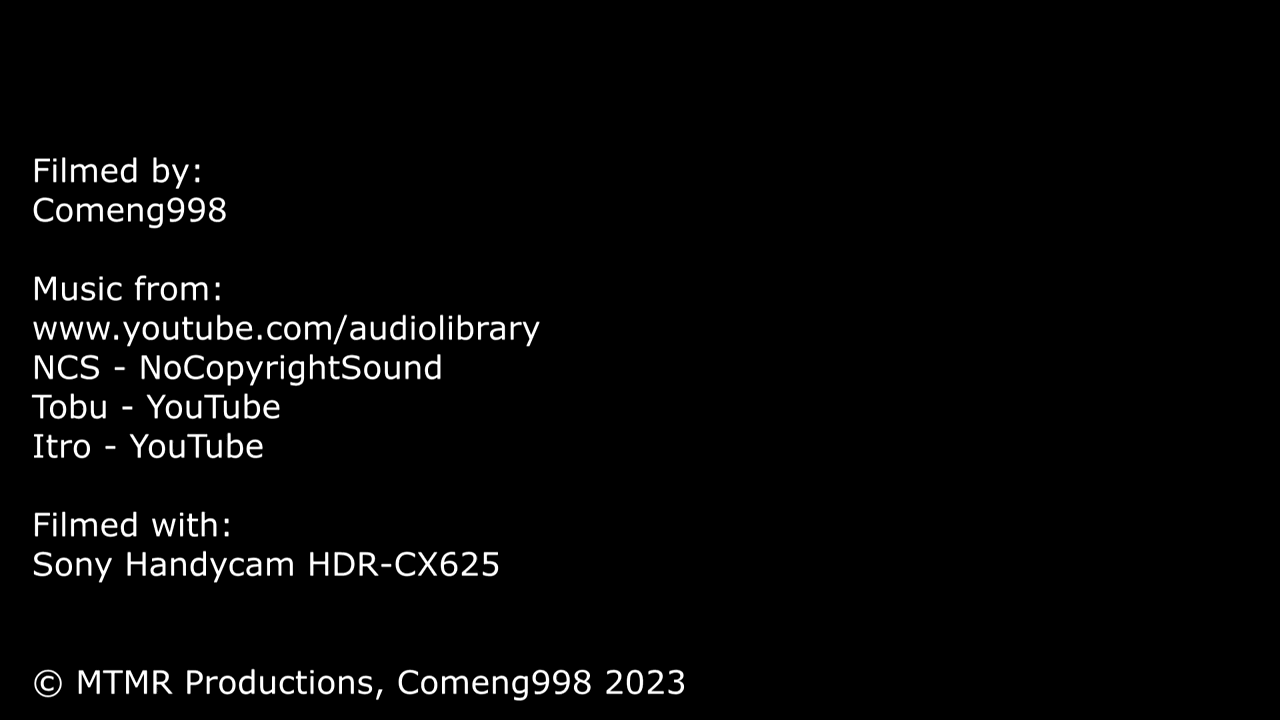 Filmed by:
Comeng998
Music from:
www.youtube.com/audiolibrary
NCS - NoCopyrightSound
Tobu - YouTube
Itro - YouTube
Filmed with:
Sony Handycam HDR-CX625
© MTMR Productions, Comeng998 2023